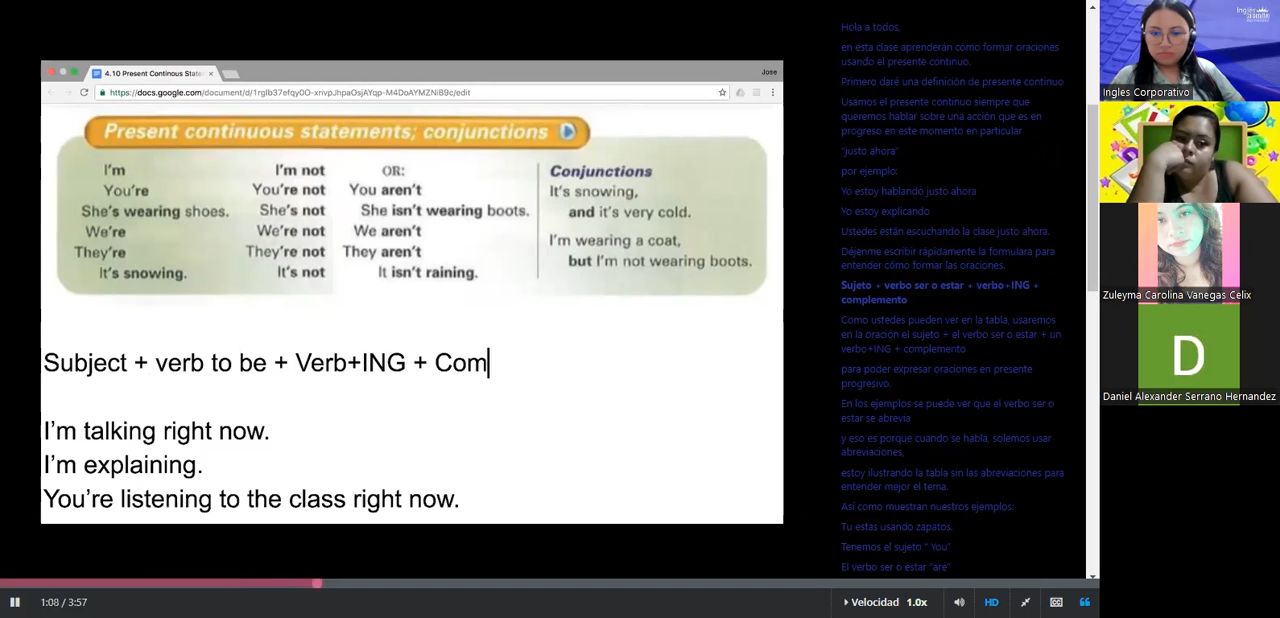 4.10 Present Continous State
Jose
https://docs.google.com/document/d/1rglb37efqy0O-xrivpJhpaOsjAYqp-M4DoAYMZNiB9c/edit
Present continuous statements; conjunctions
I'm
You're
She's wearing shoes.
We're
They're
It's snowing.
I'm not
You're not
She's not
We're not
They're not
It's not
OR:
You aren't
She isn't wearing boots.
We aren't
They aren't
It isn't raining.
Conjunctions
It's snowing,
and it's very cold.
I'm wearing a coat,
but I'm not wearing boots.
Subject + verb to be + Verb+ING + Com
I'm talking right now.
I'm explaining.
You're listening to the class right now.
1:08 / 3:57
Velocidad 1.0x
HD
Hola a todos,
en esta clase aprenderán cómo formar oraciones
usando el presente continuo.
Primero daré una definición de presente continuo
Usamos el presente continuo siempre que
queremos hablar sobre una acción que es en
progreso en este momento en particular
"justo ahora"
por ejemplo:
Yo estoy hablando justo ahora
Yo estoy explicando
Ustedes están escuchando la clase justo ahora.
Déjenme escribir rápidamente la formulara para
entender cómo formar las oraciones.
Sujeto + verbo ser o estar + verbo+ING +
complemento
Como ustedes pueden ver en la tabla, usaremos
en la oración el sujeto + el verbo ser o estar + un
verbo+ING + complemento
para poder expresar oraciones en presente
progresivo.
En los ejemplos se puede ver que el verbo ser o
estar se abrevia
y eso es porque cuando se habla, solemos usar
abreviaciones,
estoy ilustrando la tabla sin las abreviaciones para
entender mejor el tema.
Así como muestran nuestros ejemplos:
Tu estas usando zapatos.
Tenemos el sujeto " You"
El verbo ser o estar "are"
Ingles
Ingles Corporativo
Zuleyma Carolina Vanegas Celix
D
Daniel Alexander Serrano Hernandez